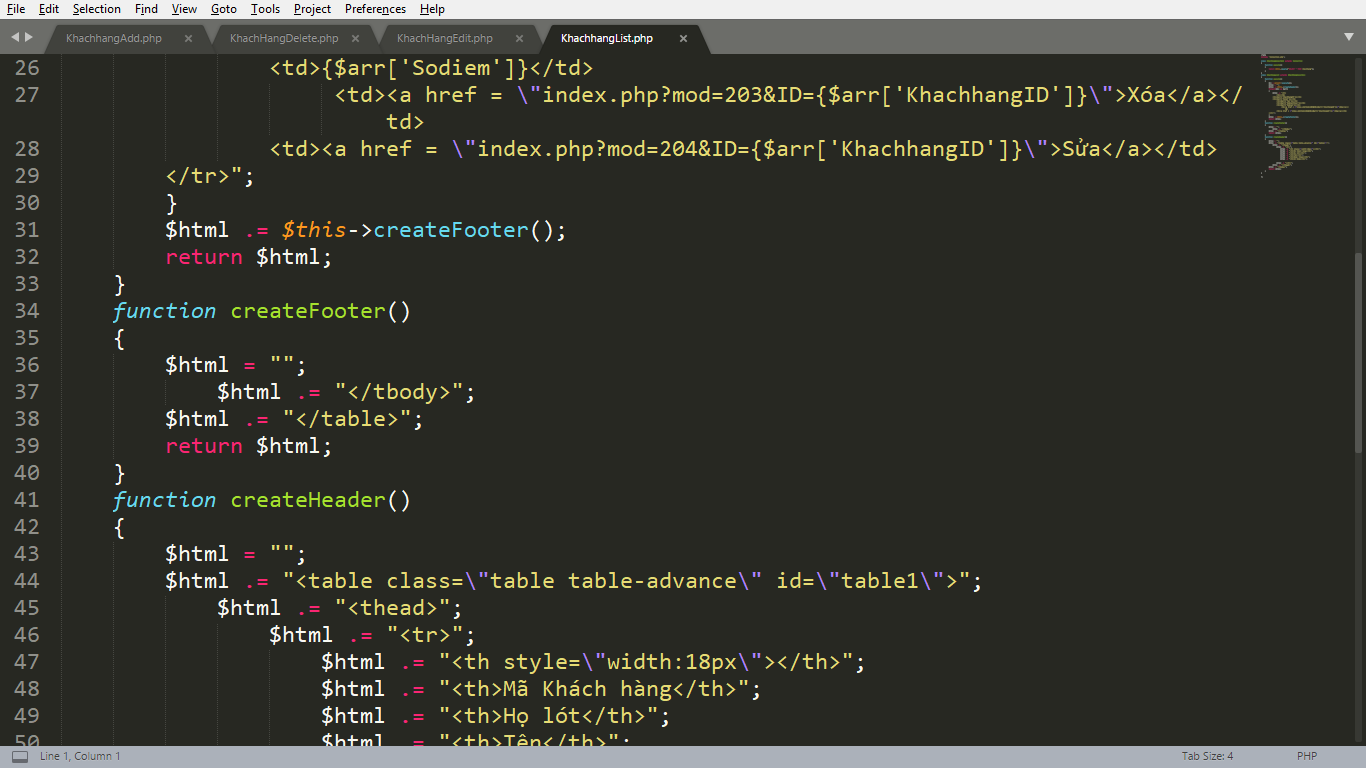 File Edit Selection Find View Goto Tools Project Preferences Help
KhachhangAdd.php × KhachHangDelete.php × KhachHangEdit.php × KhachhangList.php ×
26 <td>{$arr['Sodiem']}</td>
27 <td><a href = \"index.php?mod=203&ID={$arr['KhachhangID']}\">Xóa</a></
td>
28 <td><a href = \"index.php?mod=204&ID={$arr['KhachhangID']}\">Sửa</a></td>
29 </tr>";
30 }
31 $html .= $this->createFooter();
32 return $html;
33 }
34 function createFooter()
35 {
36 $html = "";
37 $html .= "</tbody>";
38 $html .= "</table>";
39 return $html;
40 }
41 function createHeader()
42 {
43 $html = "";
44 $html .= "<table class=\"table table-advance\" id=\"table1\">";
45 $html .= "<thead>";
46 $html .= "<tr>";
47 $html .= "<th style=\"width:18px\"></th>";
48 $html .= "<th>Mã Khách hàng</th>";
49 $html .= "<th>Họ lót</th>";
50 $html .= "<th>Tên</th>";
Line 1, Column 1 Tab Size: 4 PHP